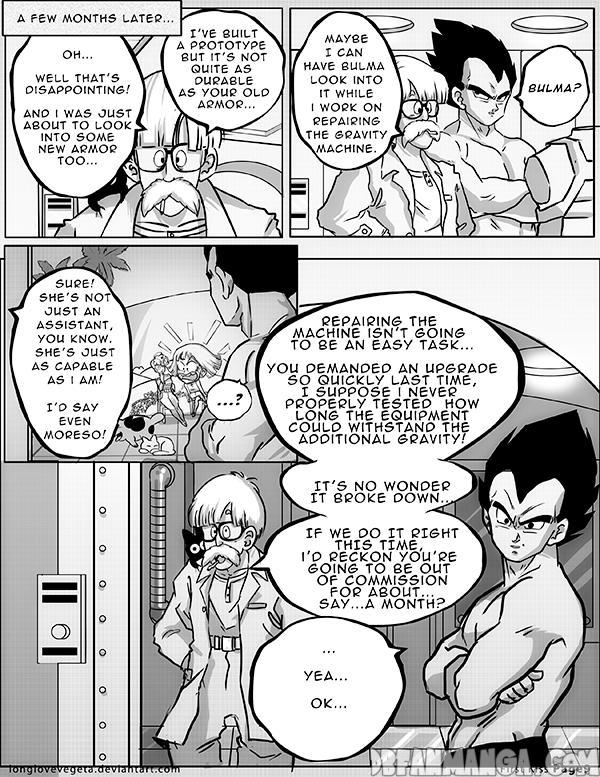 A FEW MONTHS LATER...
I'VE BUILT
A PROTOTYPE
BUT IT'S NOT
QUITE AS
DURABLE
AS YOUR OLD
ARMOR...
OH...
WELL THAT'S
DISAPPOINTING!
AND I WAS JUST
ABOUT TO LOOK
INTO SOME
NEW ARMOR
TOO...
MAYBE
I CAN
HAVE BULMA
LOOK INTO
IT WHILE
I WORK ON
REPAIRING
THE GRAVITY
MACHINE.
BULMA?
SURE!
SHE'S NOT
JUST AN
ASSISTANT,
YOU KNOW.
SHE'S JUST
AS CAPABLE
AS I AM!
I'D SAY
EVEN
MORESO!
...?
REPAIRING THE
MACHINE ISN'T GOING
TO BE AN EASY TASK...
YOU DEMANDED AN UPGRADE
SO QUICKLY LAST TIME,
I SUPPOSE I NEVER
PROPERLY TESTED HOW
LONG THE EQUIPMENT
COULD WITHSTAND THE
ADDITIONAL GRAVITY!
IT'S NO WONDER
IT BROKE DOWN...
IF WE DO IT RIGHT
THIS TIME,
I'D RECKON YOU'RE
GOING TO BE OUT
OF COMMISSION
FOR ABOUT...
SAY...A MONTH?
...
YEA...
OK...
longlovevegeta.deviantart.com
DBFANMANGA.COM